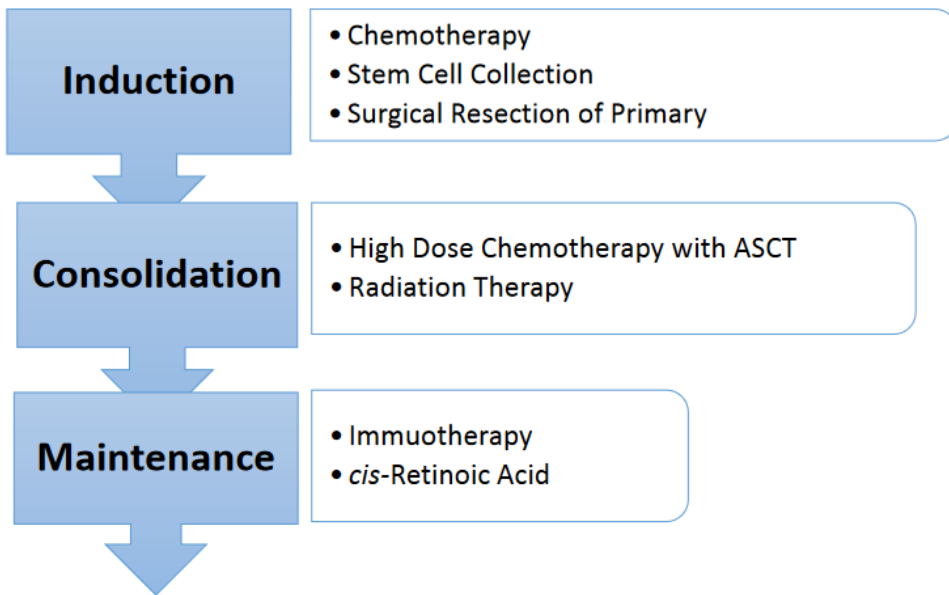 Induction
• Chemotherapy
• Stem Cell Collection
• Surgical Resection of Primary
Consolidation
• High Dose Chemotherapy with ASCT
• Radiation Therapy
Maintenance
• Immuotherapy
• cis-Retinoic Acid